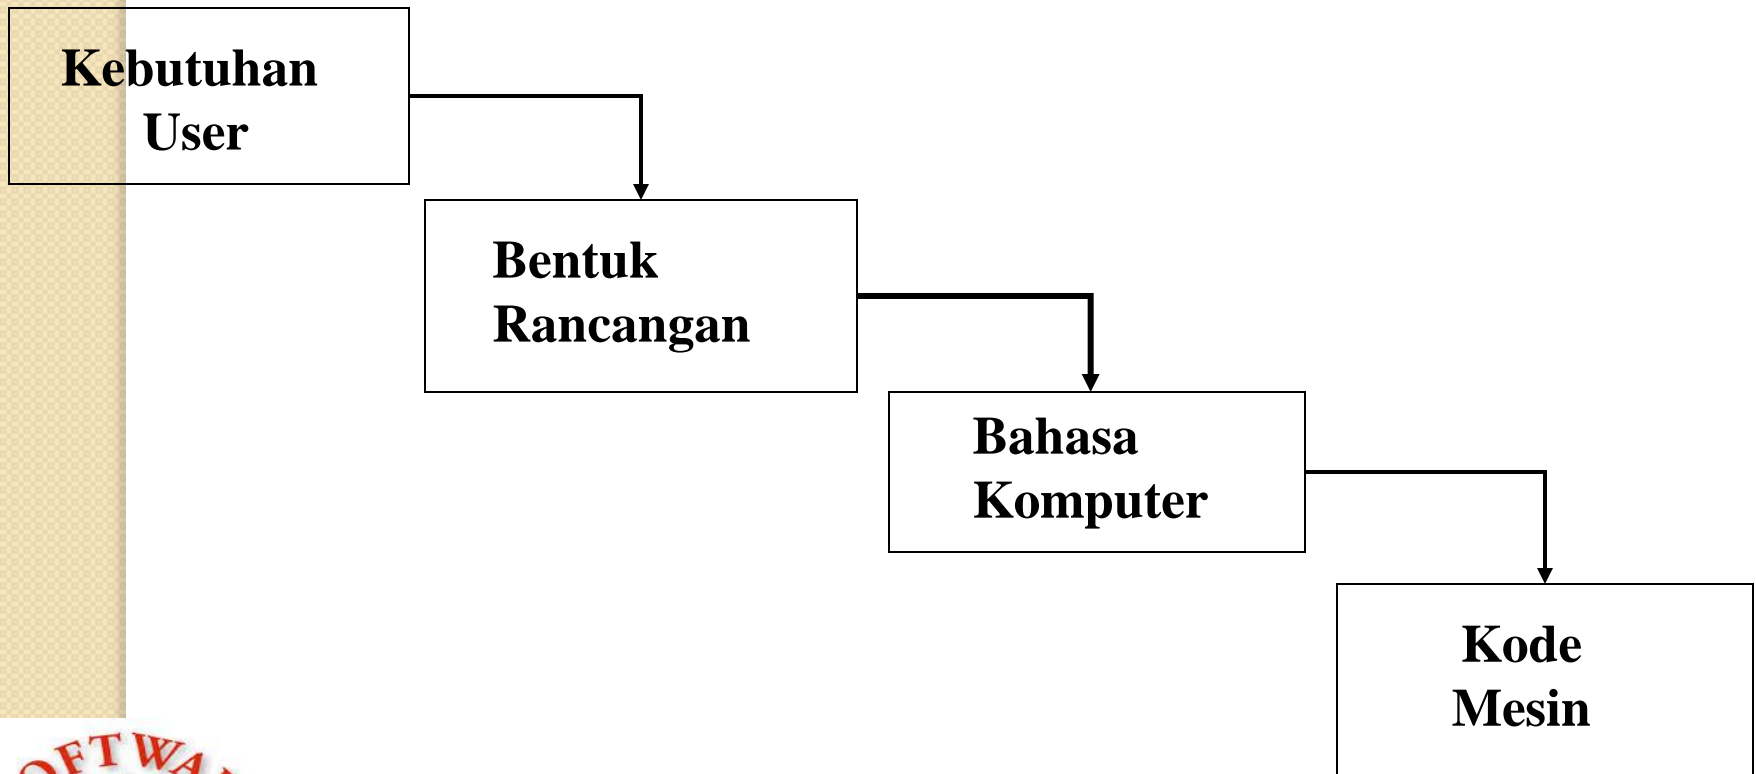 Kebutuhan
User
Bentuk
Rancangan
Bahasa
Komputer
Kode
Mesin